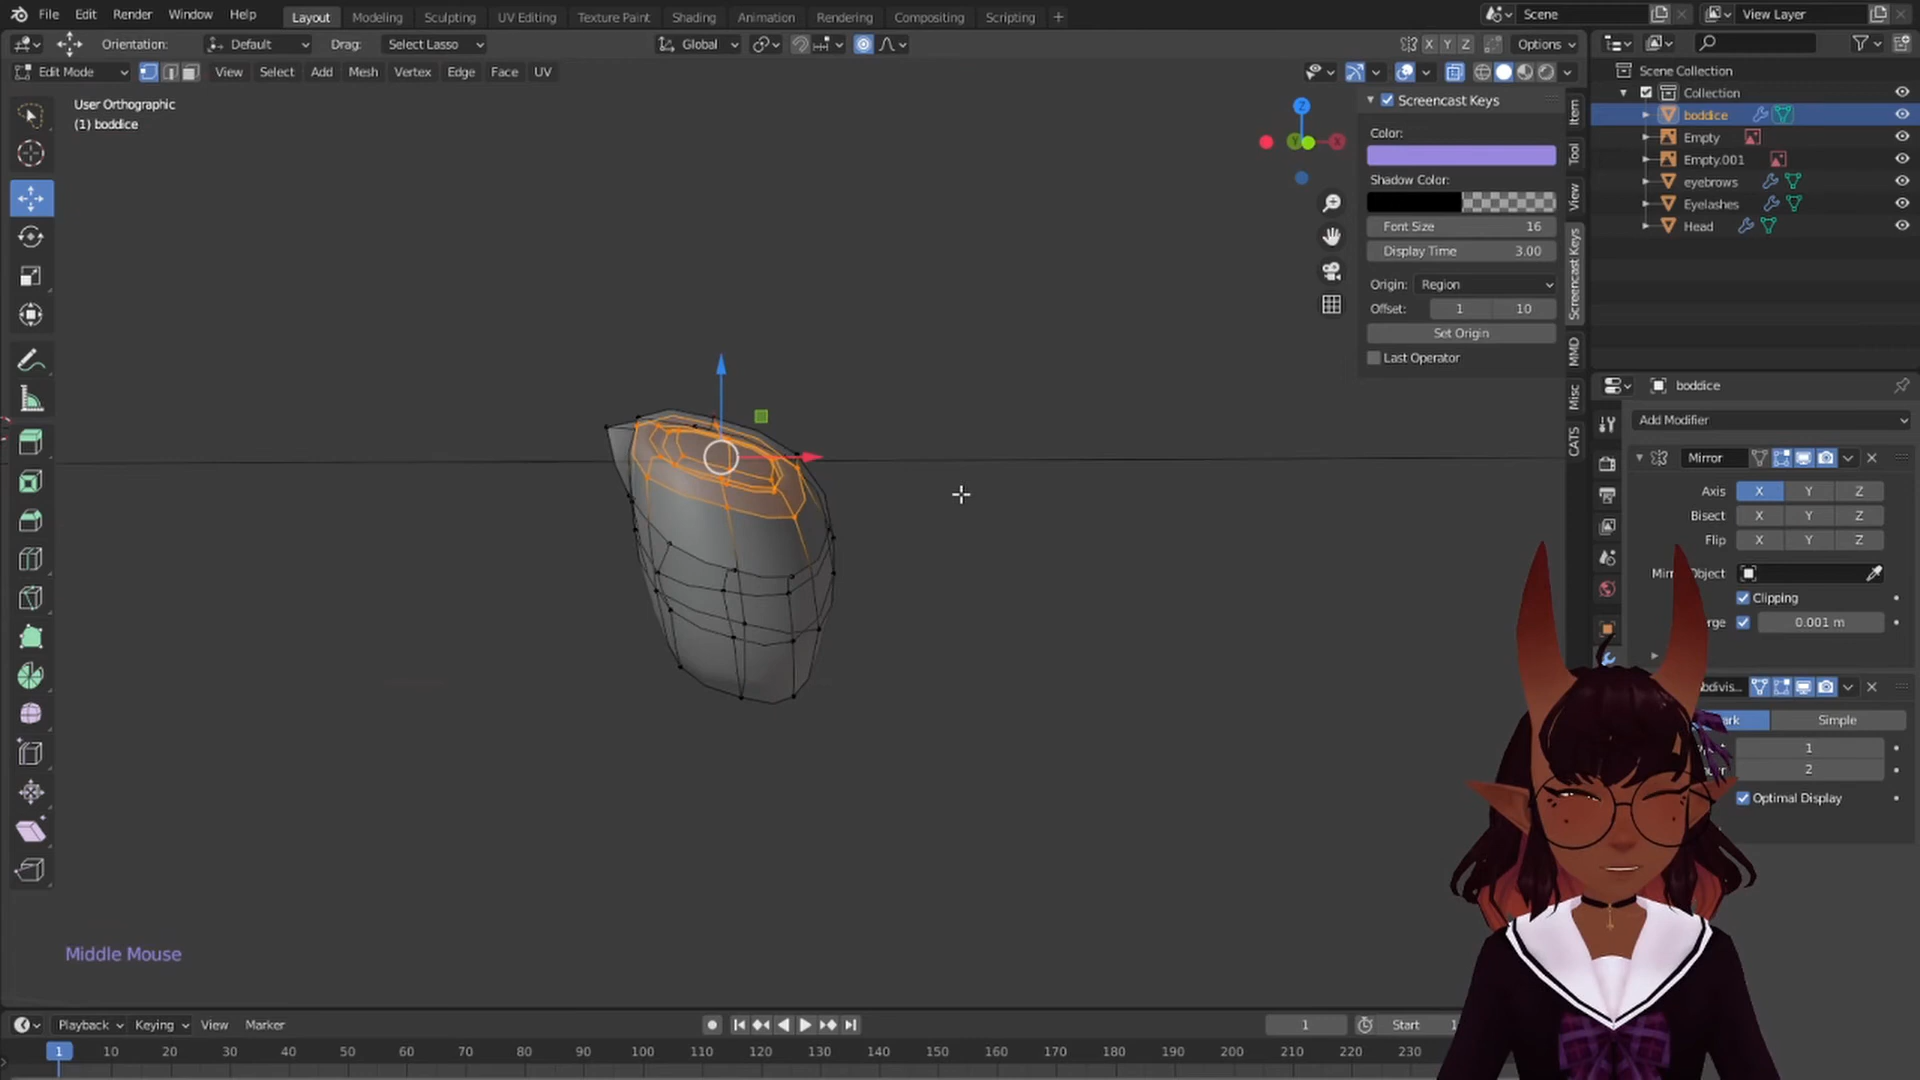 File Edit Render Window Help Layout Modeling Sculpting UV Editing Texture Paint Shading Animation Rendering Compositing Scripting + Scene View Layer
Orientation: Default Drag: Select Lasso Global X Y Z Options
Edit Mode View Select Add Mesh Vertex Edge Face UV
User Orthographic
(1) boddice
Z
Y
X
Screencast Keys
Color:
Shadow Color:
Font Size 16
Display Time 3.00
Origin: Region
Offset: 1 10
Set Origin
Last Operator
Item
Tool
View
Screencast Keys
MMD
Misc
CATS
Scene Collection
Collection
boddice
Empty
Empty.001
eyebrows
Eyelashes
Head
boddice
Add Modifier
Mirror
Axis X Y Z
Bisect X Y Z
Flip X Y Z
Object
Clipping
0.001 m
Simple
1
2
Optimal Display
Middle Mouse
Playback Keying View Marker 1 Start
1 10 20 30 40 50 60 70 80 90 100 110 120 130 140 150 160 170 180 190 200 210 220 230